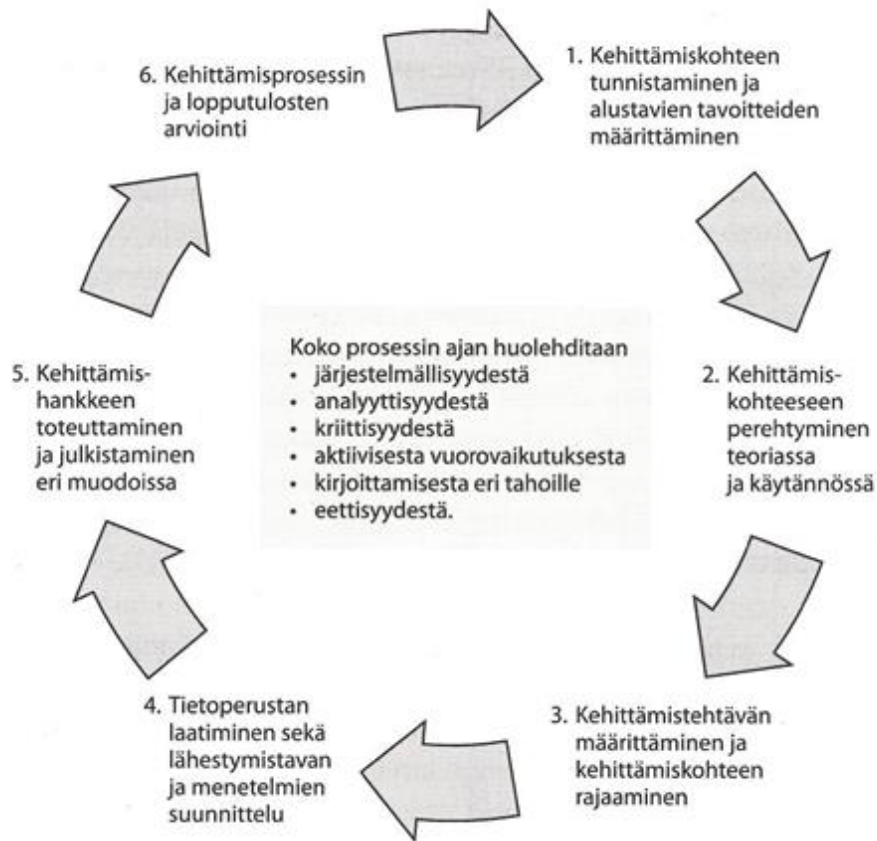 1. Kehittämiskohteen
tunnistaminen ja
alustavien tavoitteiden
määrittäminen
2. Kehittämis-
kohteeseen
perehtyminen
teoriassa
ja käytännössä
3. Kehittämistehtävän
määrittäminen ja
kehittämiskohteen
rajaaminen
4. Tietoperustan
laatiminen sekä
lähestymistavan
ja menetelmien
suunnittelu
5. Kehittämis-
hankkeen
toteuttaminen
ja julkistaminen
eri muodoissa
6. Kehittämisprosessin
ja lopputulosten
arviointi
Koko prosessin ajan huolehditaan
• järjestelmällisyydestä
• analyyttisyydestä
• kriittisyydestä
• aktiivisesta vuorovaikutuksesta
• kirjoittamisesta eri tahoille
• eettisyydestä.